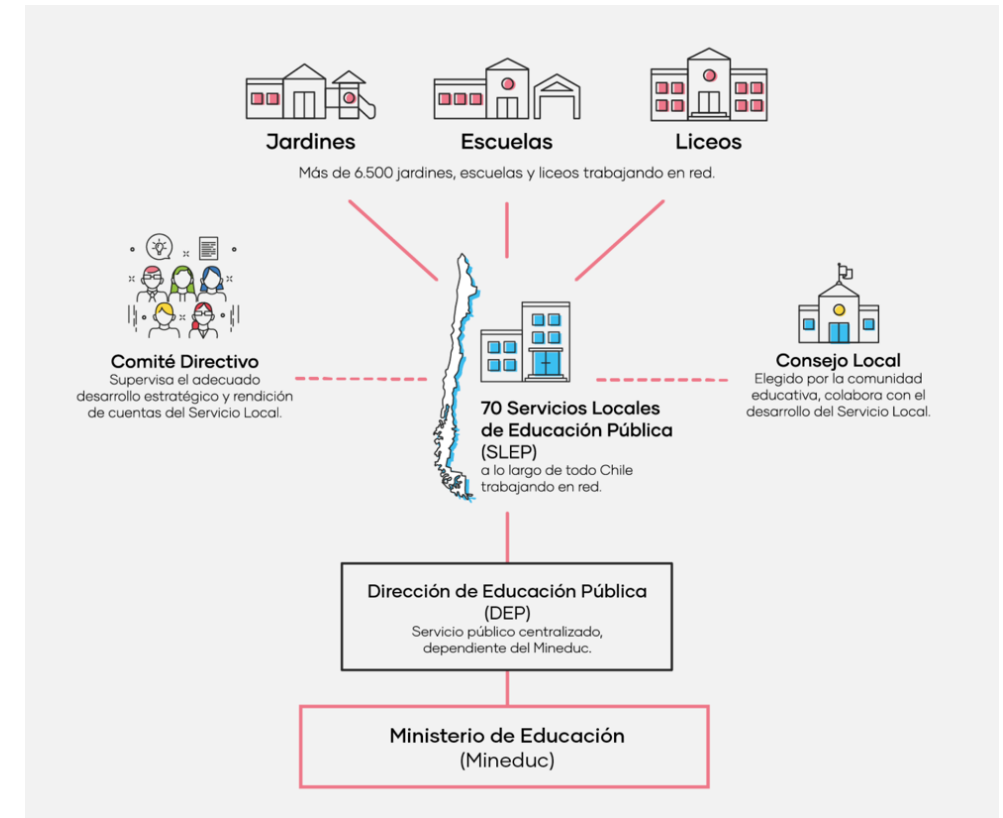 Jardines
Escuelas
Liceos
Más de 6.500 jardines, escuelas y liceos trabajando en red.
Comité Directivo
Supervisa el adecuado
desarrollo estratégico y rendición
de cuentas del Servicio Local.
70 Servicios Locales
de Educación Pública
(SLEP)
a lo largo de todo Chile
trabajando en red.
Consejo Local
Elegido por la comunidad
educativa, colabora con el
desarrollo del Servicio Local.
Dirección de Educación Pública
(DEP)
Servicio público centralizado,
dependiente del Mineduc.
Ministerio de Educación
(Mineduc)